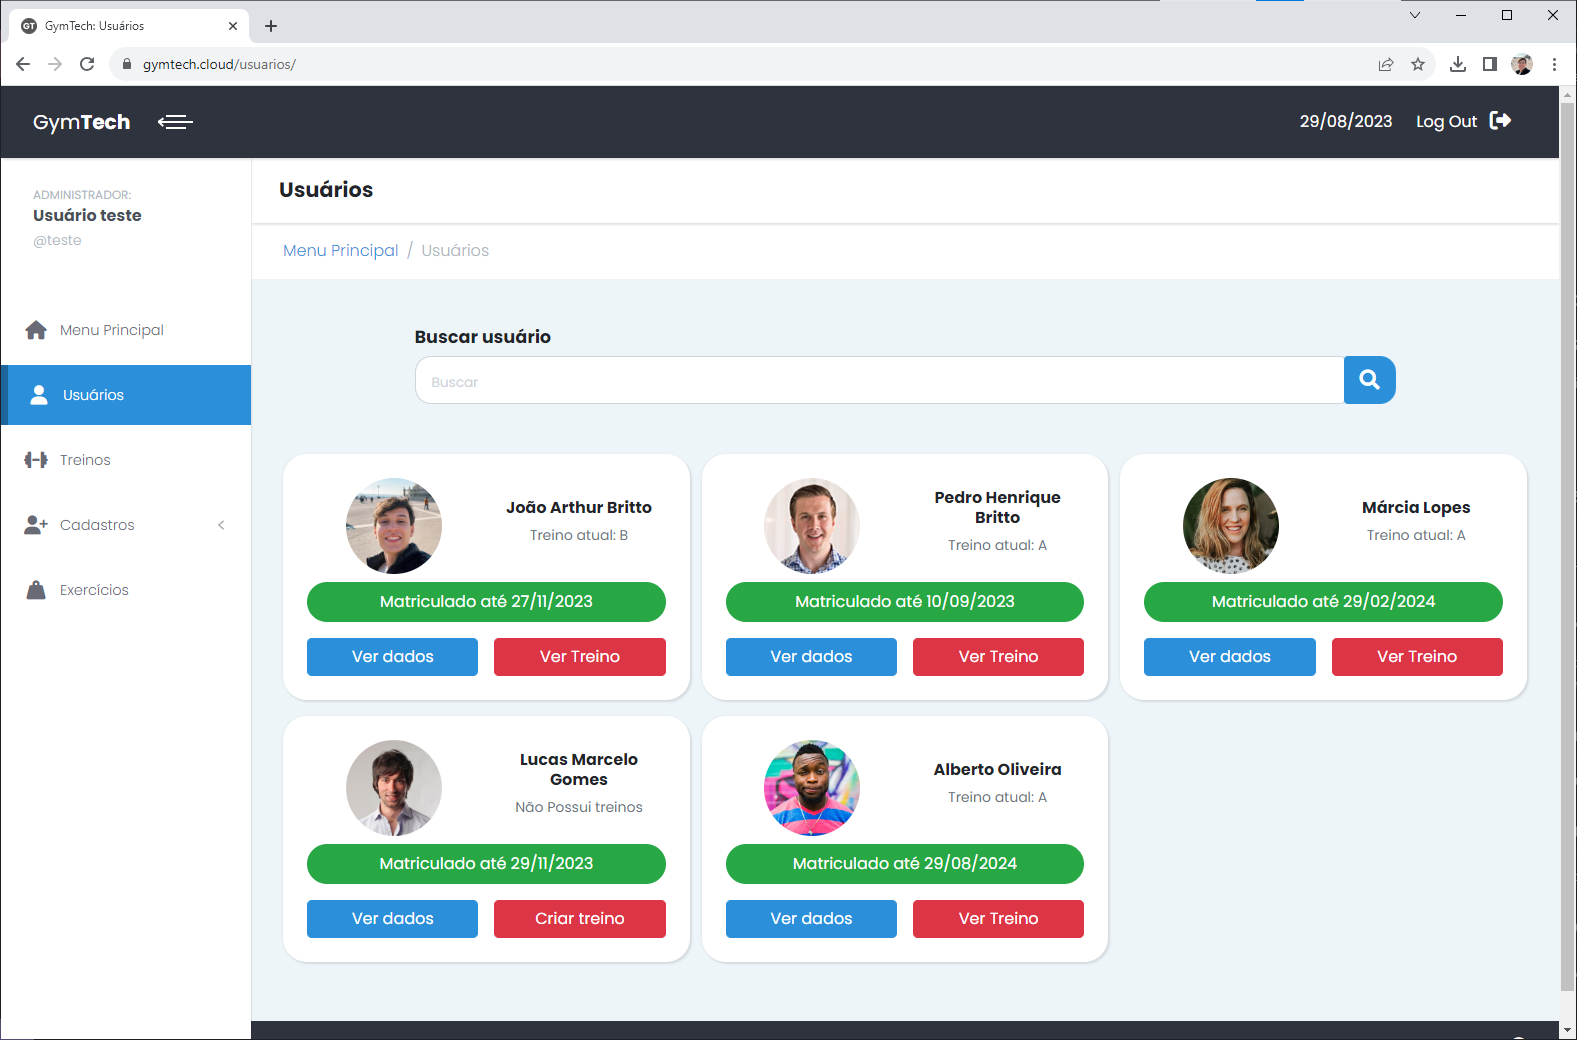 GT GymTech: Usuários
gymtech.cloud/usuarios/
GymTech
29/08/2023 Log Out
ADMINISTRADOR:
Usuário teste
@teste
Menu Principal
Usuários
Treinos
Cadastros
Exercícios
Usuários
Menu Principal / Usuários
Buscar usuário
Buscar
João Arthur Britto
Treino atual: B
Matriculado até 27/11/2023
Ver dados Ver Treino
Pedro Henrique
Britto
Treino atual: A
Matriculado até 10/09/2023
Ver dados Ver Treino
Márcia Lopes
Treino atual: A
Matriculado até 29/02/2024
Ver dados Ver Treino
Lucas Marcelo
Gomes
Não Possui treinos
Matriculado até 29/11/2023
Ver dados Criar treino
Alberto Oliveira
Treino atual: A
Matriculado até 29/08/2024
Ver dados Ver Treino